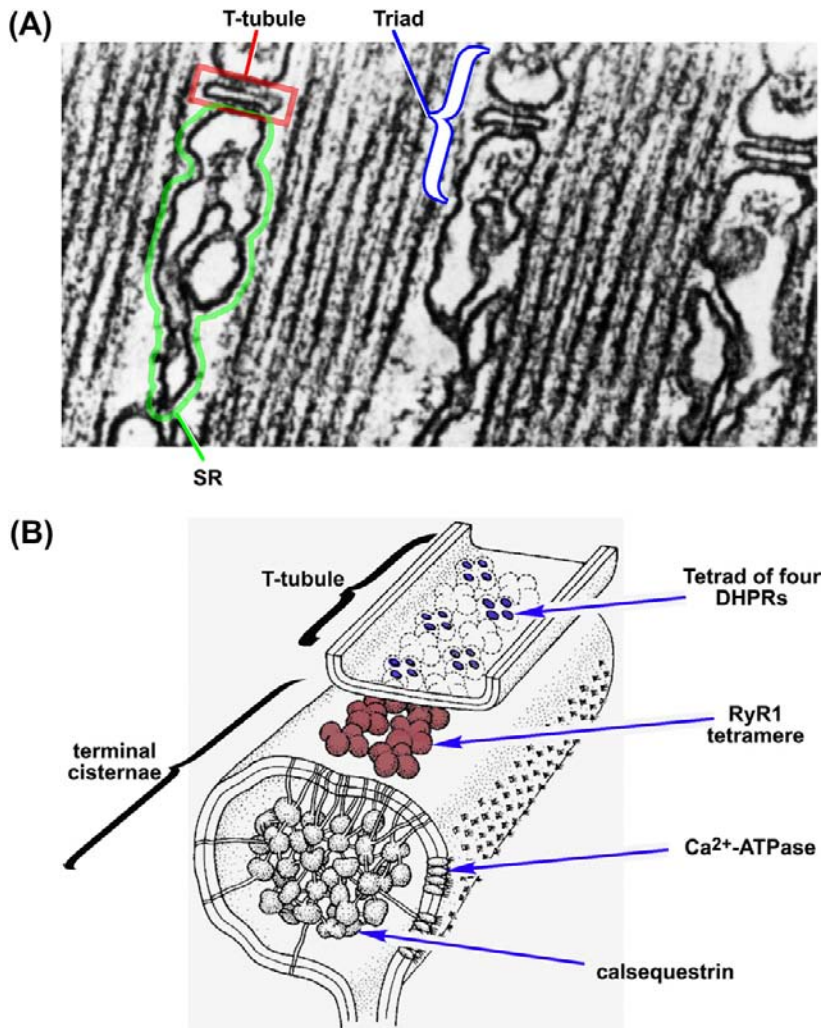 (A)
T-tubule
Triad
SR
(B)
T-tubule
Tetrad of four
DHPRs
RyR1
tetramere
terminal
cisternae
Ca²⁺-ATPase
calsequestrin